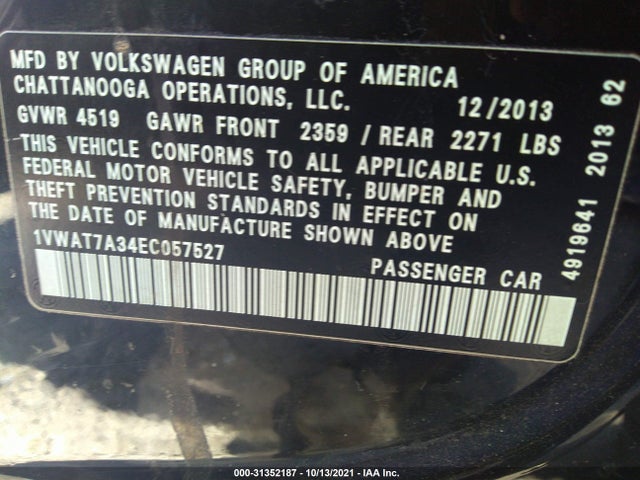 MFD BY VOLKSWAGEN GROUP OF AMERICA
CHATTANOOGA OPERATIONS, LLC. 12/2013
GVWR 4519 GAWR FRONT 2359 / REAR 2271 LBS
THIS VEHICLE CONFORMS TO ALL APPLICABLE U.S.
FEDERAL MOTOR VEHICLE SAFETY, BUMPER AND
THEFT PREVENTION STANDARDS IN EFFECT ON
THE DATE OF MANUFACTURE SHOWN ABOVE
1VWAT7A34EC057527
PASSENGER CAR
4919641 2013 62
000-31352187 - 10/13/2021 - IAA Inc.